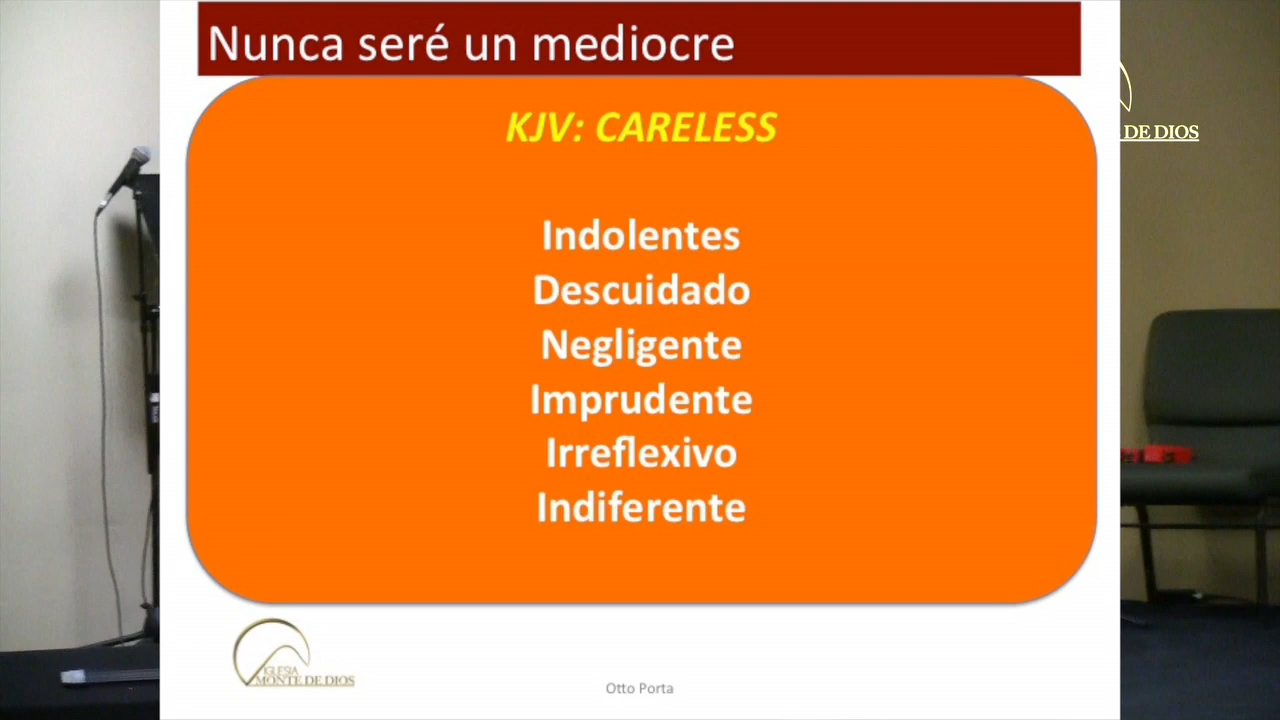 Nunca seré un mediocre
KJV: CARELESS
Indolentes
Descuidado
Negligente
Imprudente
Irreflexivo
Indiferente
IGLESIA
MONTE DE DIOS
Otto Porta
DE DIOS